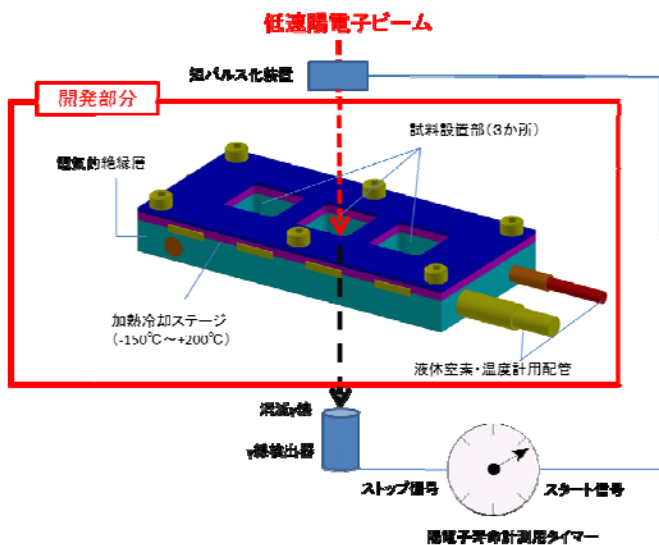 低速陽電子ビーム
短パルス化装置
開発部分
試料設置部(3か所)
電気的絶縁層
加熱冷却ステージ
(-150℃～+200℃)
液体窒素・温度計用配管
消滅γ線
γ線検出器
ストップ信号
スタート信号
陽電子寿命計測用タイマー